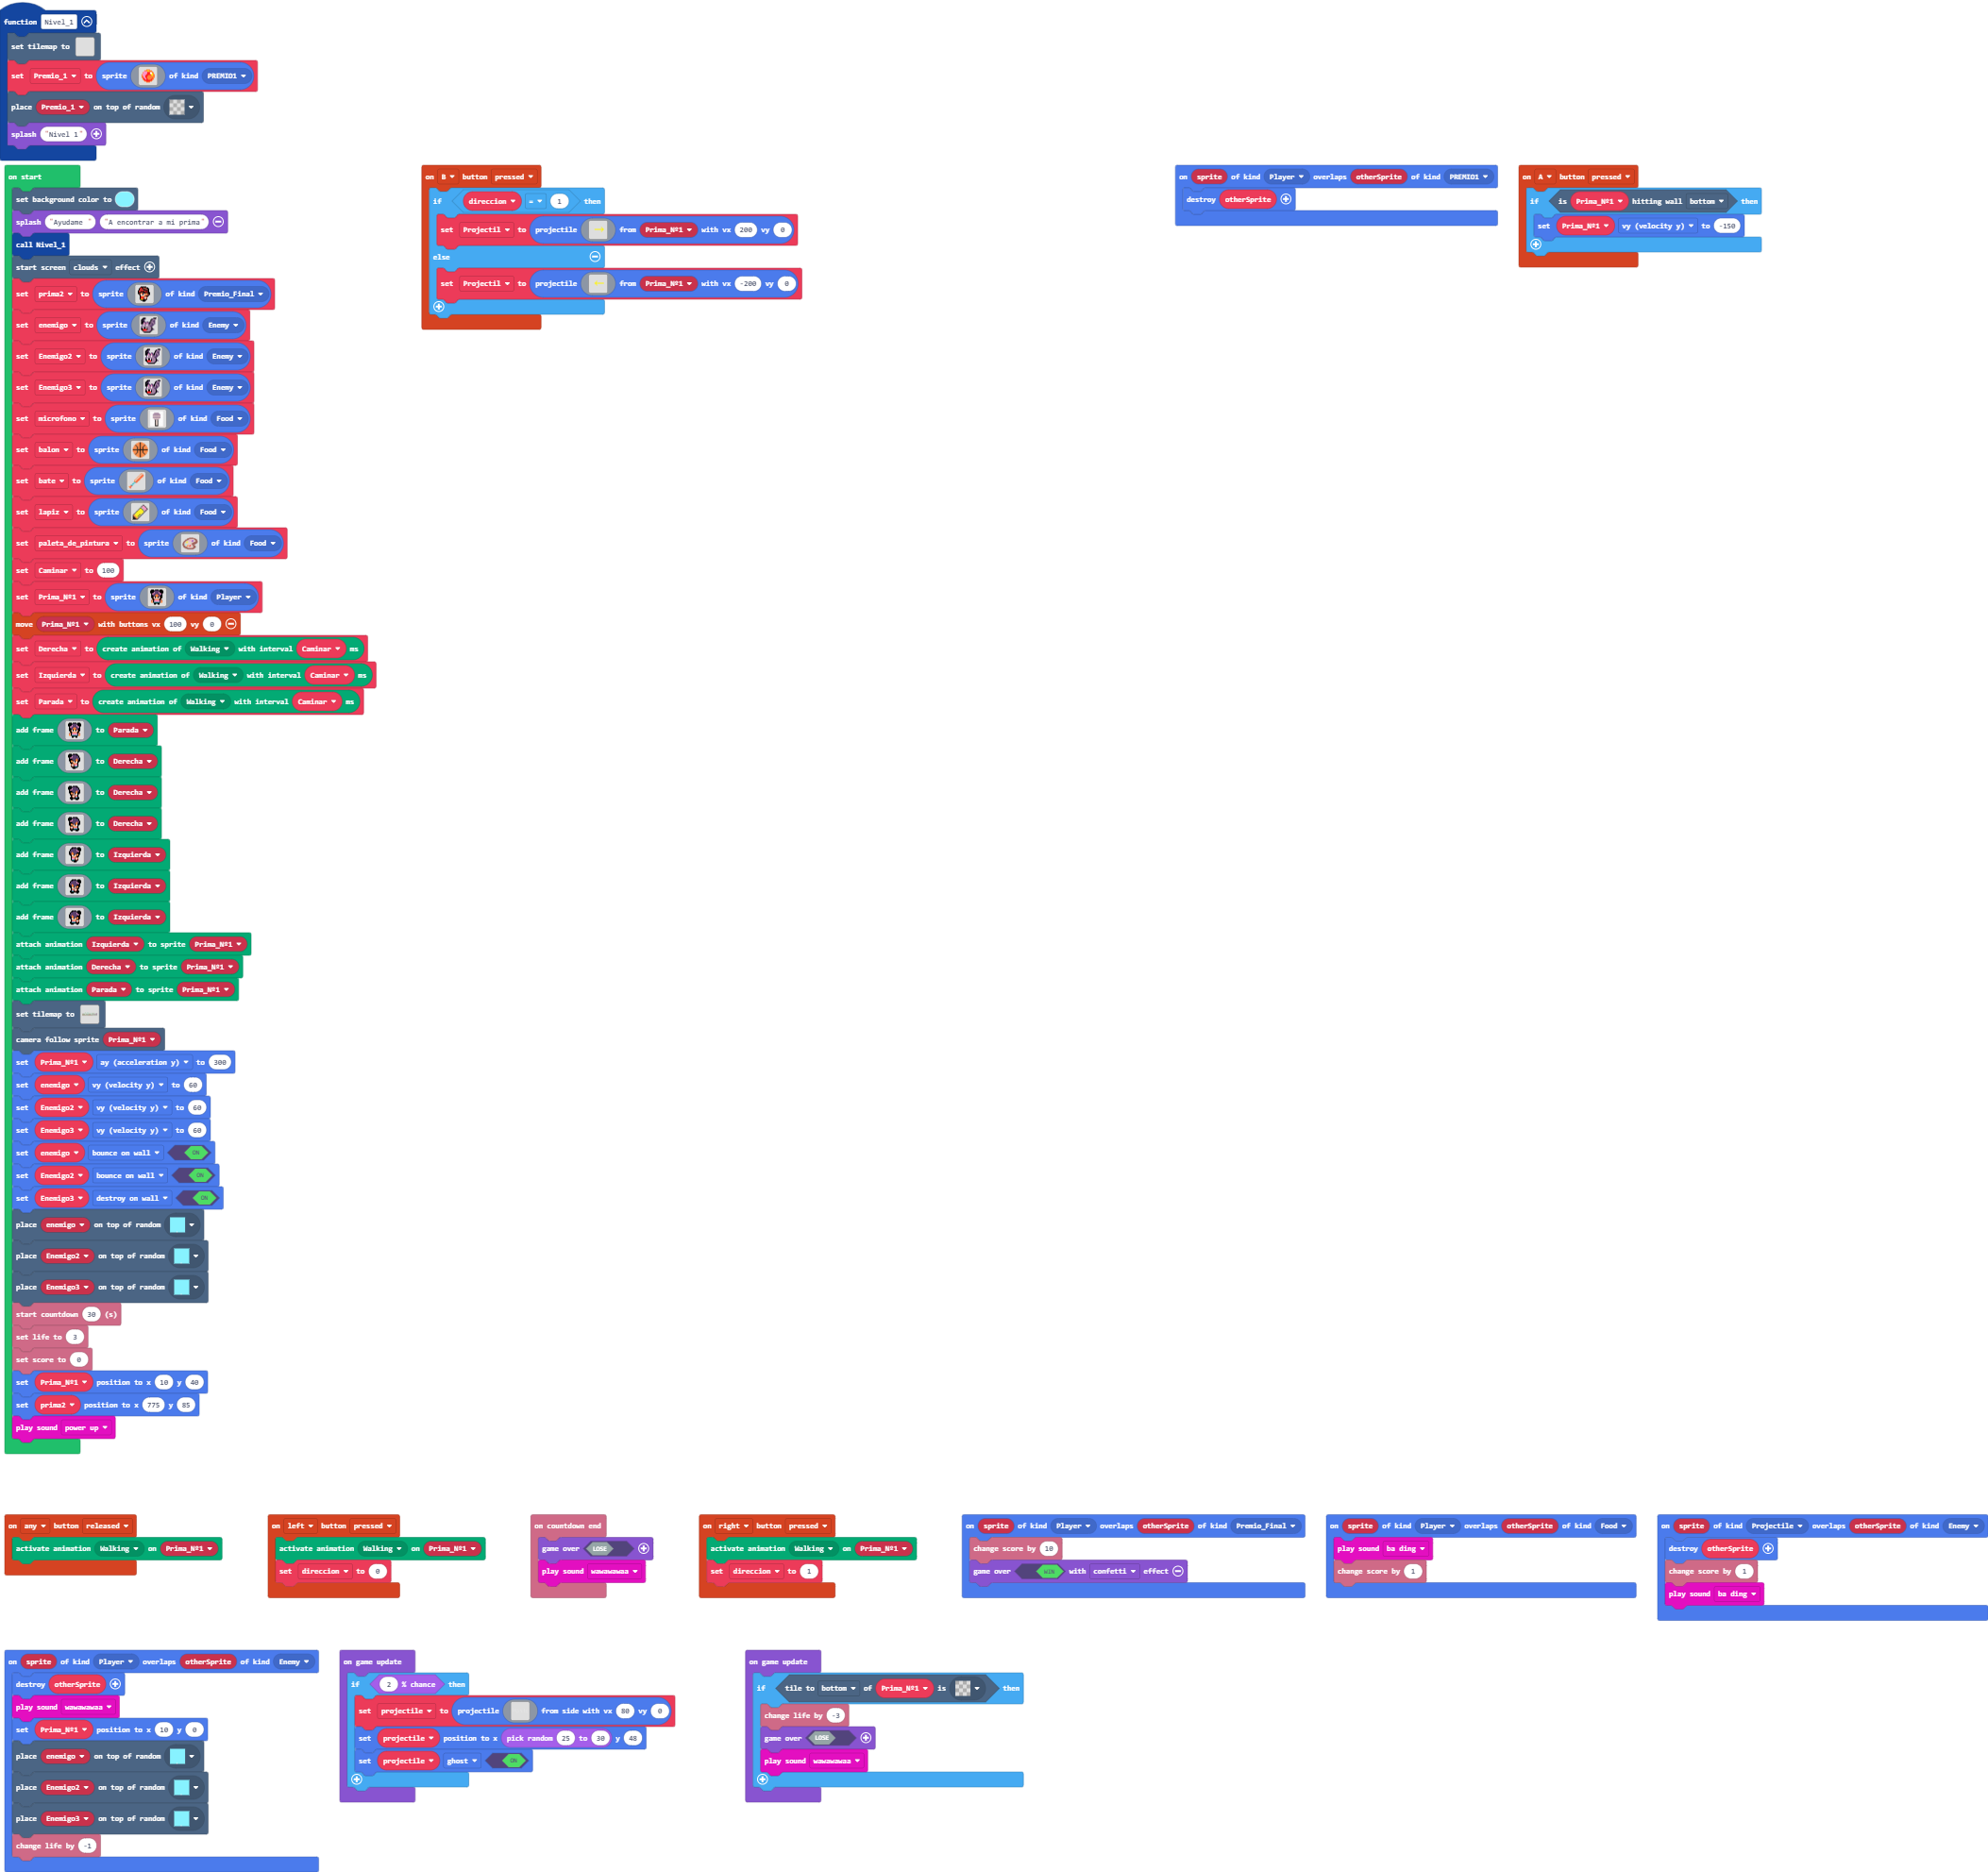 function Nivel_1
set tilemap to
set Premio_1 to sprite of kind PREMIO1
place Premio_1 on top of random
splash "Nivel 1"
on start
set background color to
splash "Ayudame " "A encontrar a mi prima"
call Nivel_1
start screen clouds effect
set prima2 to sprite of kind Premio_Final
set enemigo to sprite of kind Enemy
set Enemigo2 to sprite of kind Enemy
set Enemigo3 to sprite of kind Enemy
set microfono to sprite of kind Food
set balon to sprite of kind Food
set bate to sprite of kind Food
set lapiz to sprite of kind Food
set paleta_de_pintura to sprite of kind Food
set Caminar to 100
set Prima_Nº1 to sprite of kind Player
move Prima_Nº1 with buttons vx 100 vy 0
set Derecha to create animation of Walking with interval Caminar ms
set Izquierda to create animation of Walking with interval Caminar ms
set Parada to create animation of Walking with interval Caminar ms
add frame to Parada
add frame to Derecha
add frame to Derecha
add frame to Derecha
add frame to Izquierda
add frame to Izquierda
add frame to Izquierda
attach animation Izquierda to sprite Prima_Nº1
attach animation Derecha to sprite Prima_Nº1
attach animation Parada to sprite Prima_Nº1
set tilemap to
camera follow sprite Prima_Nº1
set Prima_Nº1 ay (acceleration y) to 300
set enemigo vy (velocity y) to 60
set Enemigo2 vy (velocity y) to 60
set Enemigo3 vy (velocity y) to 60
set enemigo bounce on wall ON
set Enemigo2 bounce on wall ON
set Enemigo3 destroy on wall ON
place enemigo on top of random
place Enemigo2 on top of random
place Enemigo3 on top of random
start countdown 30 (s)
set life to 3
set score to 0
set Prima_Nº1 position to x 10 y 40
set prima2 position to x 775 y 85
play sound power up
on B button pressed
if direccion = 1 then
set Projectil to projectile from Prima_Nº1 with vx 200 vy 0
else
set Projectil to projectile from Prima_Nº1 with vx -200 vy 0
on sprite of kind Player overlaps otherSprite of kind PREMIO1
destroy otherSprite
on A button pressed
if is Prima_Nº1 hitting wall bottom then
set Prima_Nº1 vy (velocity y) to -150
on any button released
activate animation Walking on Prima_Nº1
on left button pressed
activate animation Walking on Prima_Nº1
set direccion to 0
on countdown end
game over LOSE
play sound wawawawaa
on right button pressed
activate animation Walking on Prima_Nº1
set direccion to 1
on sprite of kind Player overlaps otherSprite of kind Premio_Final
change score by 10
game over WIN with confetti effect
on sprite of kind Player overlaps otherSprite of kind Food
play sound ba ding
change score by 1
on sprite of kind Projectile overlaps otherSprite of kind Enemy
destroy otherSprite
change score by 1
play sound ba ding
on sprite of kind Player overlaps otherSprite of kind Enemy
destroy otherSprite
play sound wawawawaa
set Prima_Nº1 position to x 10 y 0
place enemigo on top of random
place Enemigo2 on top of random
place Enemigo3 on top of random
change life by -1
on game update
if 2 % chance then
set projectile to projectile from side with vx 80 vy 0
set projectile position to x pick random 25 to 30 y 48
set projectile ghost ON
on game update
if tile to bottom of Prima_Nº1 is then
change life by -3
game over LOSE
play sound wawawawaa